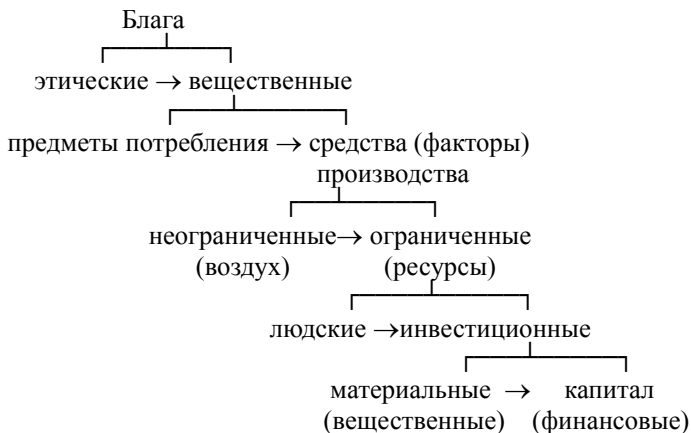 Блага
этические → вещественные
предметы потребления → средства (факторы)
производства
неограниченные→ ограниченные
(воздух) (ресурсы)
людские →инвестиционные
материальные → капитал
(вещественные) (финансовые)